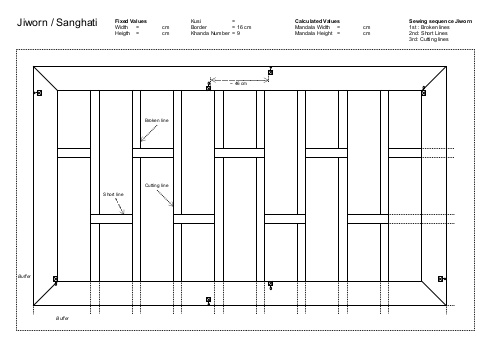 Jiworn / Sanghati
Fixed Values
Width = cm
Heigth = cm
Kusi =
Border = 16 cm
Khanda Number = 9
Calculated Values
Mandala Width = cm
Mandala Height = cm
Sewing sequence Jiworn
1st : Broken lines
2nd: Short Lines
3rd: Cutting lines
~ 46 cm
Broken line
Cutting line
Short line
Buffer
Buffer